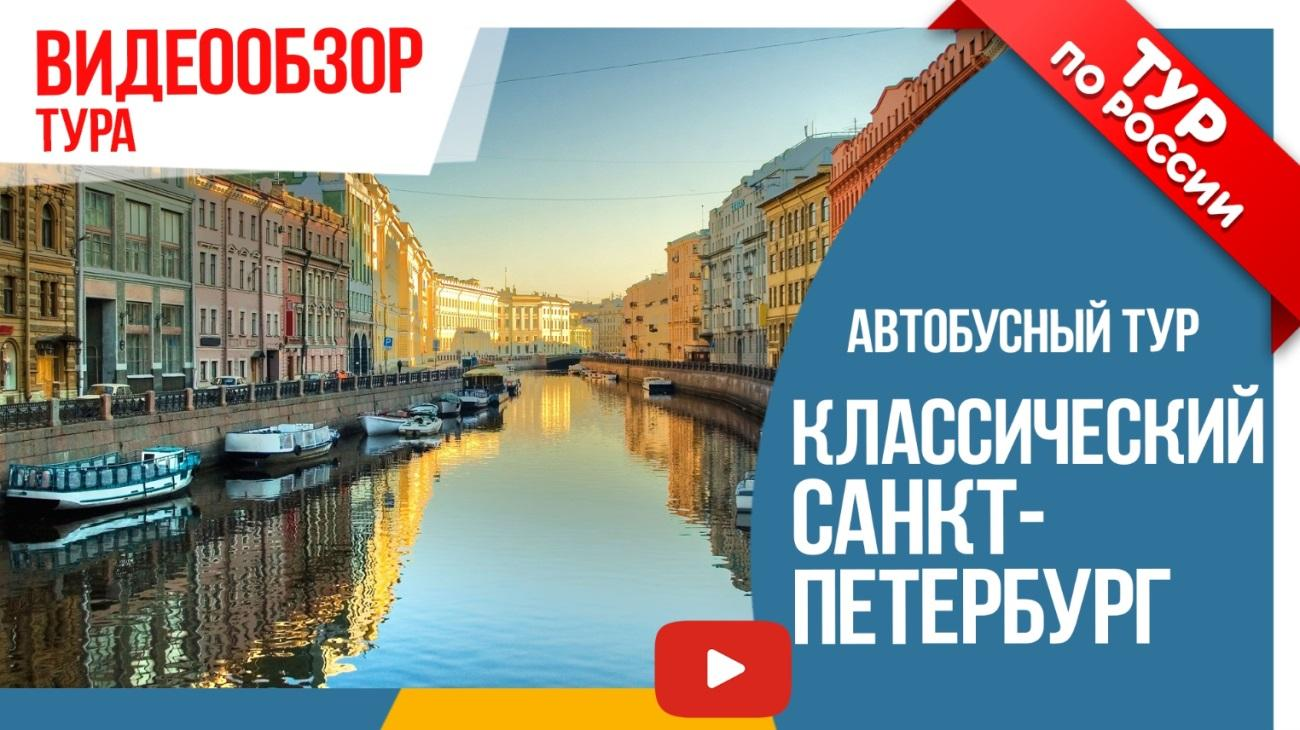 ВИДЕООБЗОР
ТУРА
ТУР
ПО РОССИИ
АВТОБУСНЫЙ ТУР
КЛАССИЧЕСКИЙ
САНКТ-
ПЕТЕРБУРГ